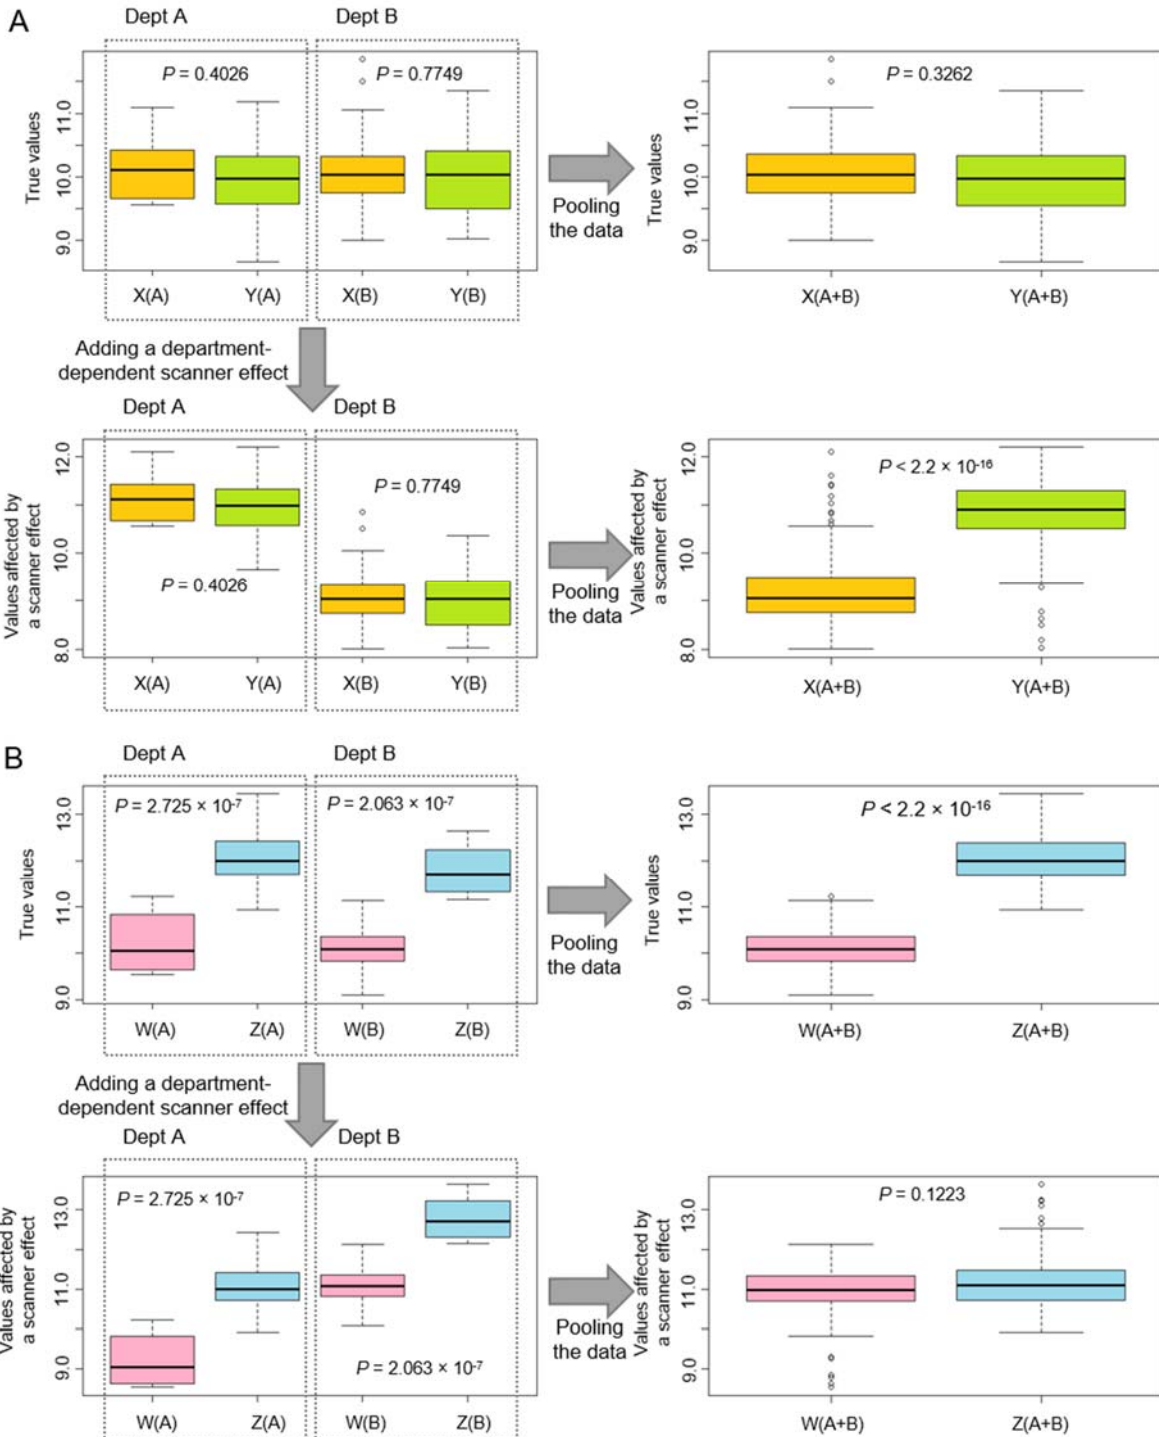 A
Dept A
Dept B
True values
11.0
10.0
9.0
P = 0.4026
P = 0.7749
X(A)
Y(A)
X(B)
Y(B)
Pooling
the data
True values
11.0
10.0
9.0
P = 0.3262
X(A+B)
Y(A+B)
Adding a department-
dependent scanner effect
Dept A
Dept B
Values affected by
a scanner effect
12.0
10.0
8.0
P = 0.4026
P = 0.7749
X(A)
Y(A)
X(B)
Y(B)
Pooling
the data
Values affected by
a scanner effect
12.0
10.0
8.0
P < 2.2 × 10-16
X(A+B)
Y(A+B)
B
Dept A
Dept B
True values
13.0
11.0
9.0
P = 2.725 × 10-7
P = 2.063 × 10-7
W(A)
Z(A)
W(B)
Z(B)
Pooling
the data
True values
13.0
11.0
9.0
P < 2.2 × 10-16
W(A+B)
Z(A+B)
Adding a department-
dependent scanner effect
Dept A
Dept B
Values affected by
a scanner effect
13.0
11.0
9.0
P = 2.725 × 10-7
P = 2.063 × 10-7
W(A)
Z(A)
W(B)
Z(B)
Pooling
the data
Values affected by
a scanner effect
13.0
11.0
9.0
P = 0.1223
W(A+B)
Z(A+B)